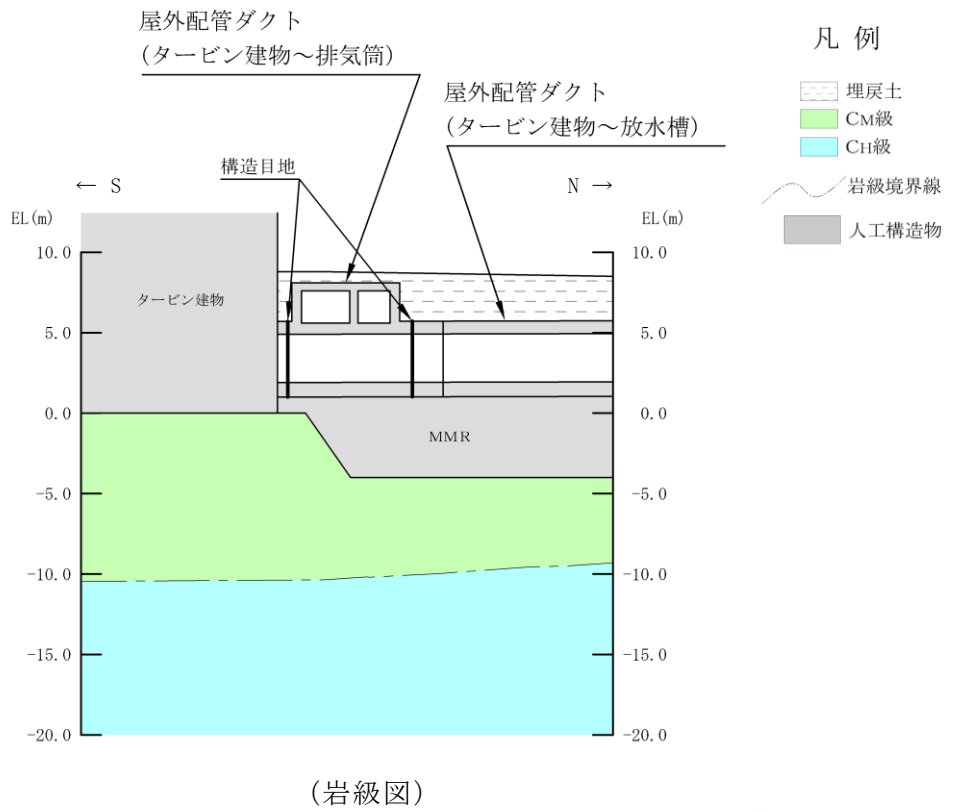 屋外配管ダクト
(タービン建物～排気筒)
凡 例
屋外配管ダクト
(タービン建物～放水槽)
埋戻土
CM級
CH級
構造目地
← S
N →
岩級境界線
EL(m)
EL(m)
人工構造物
10.0
10.0
タービン建物
5.0
5.0
0.0
0.0
MMR
-5.0
-5.0
-10.0
-10.0
-15.0
-15.0
-20.0
-20.0
(岩級図)